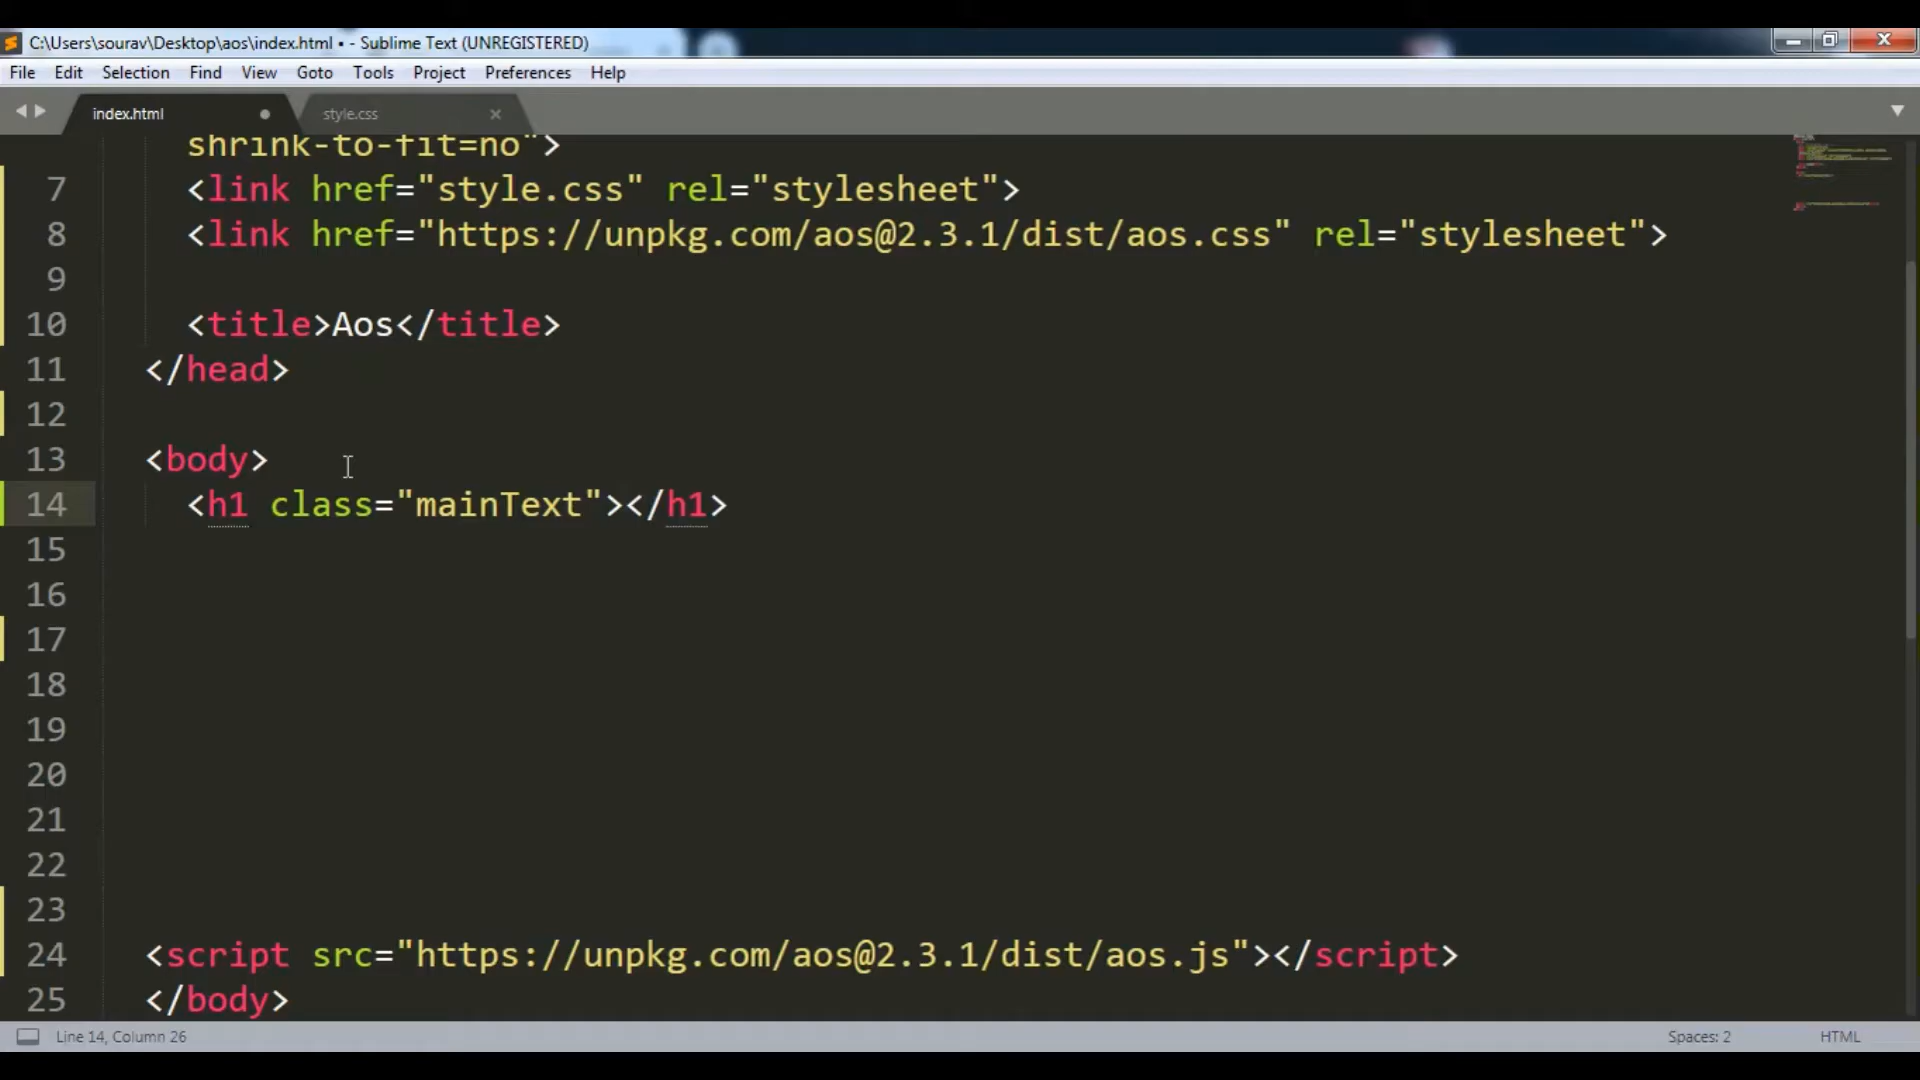 C:\Users\sourav\Desktop\aos\index.html • - Sublime Text (UNREGISTERED)
File Edit Selection Find View Goto Tools Project Preferences Help
index.html style.css
shrink-to-fit=no">
7 <link href="style.css" rel="stylesheet">
8 <link href="https://unpkg.com/aos@2.3.1/dist/aos.css" rel="stylesheet">
9
10 <title>Aos</title>
11 </head>
12
13 <body>
14 <h1 class="mainText"></h1>
15
16
17
18
19
20
21
22
23
24 <script src="https://unpkg.com/aos@2.3.1/dist/aos.js"></script>
25 </body>
Line 14, Column 26 Spaces: 2 HTML